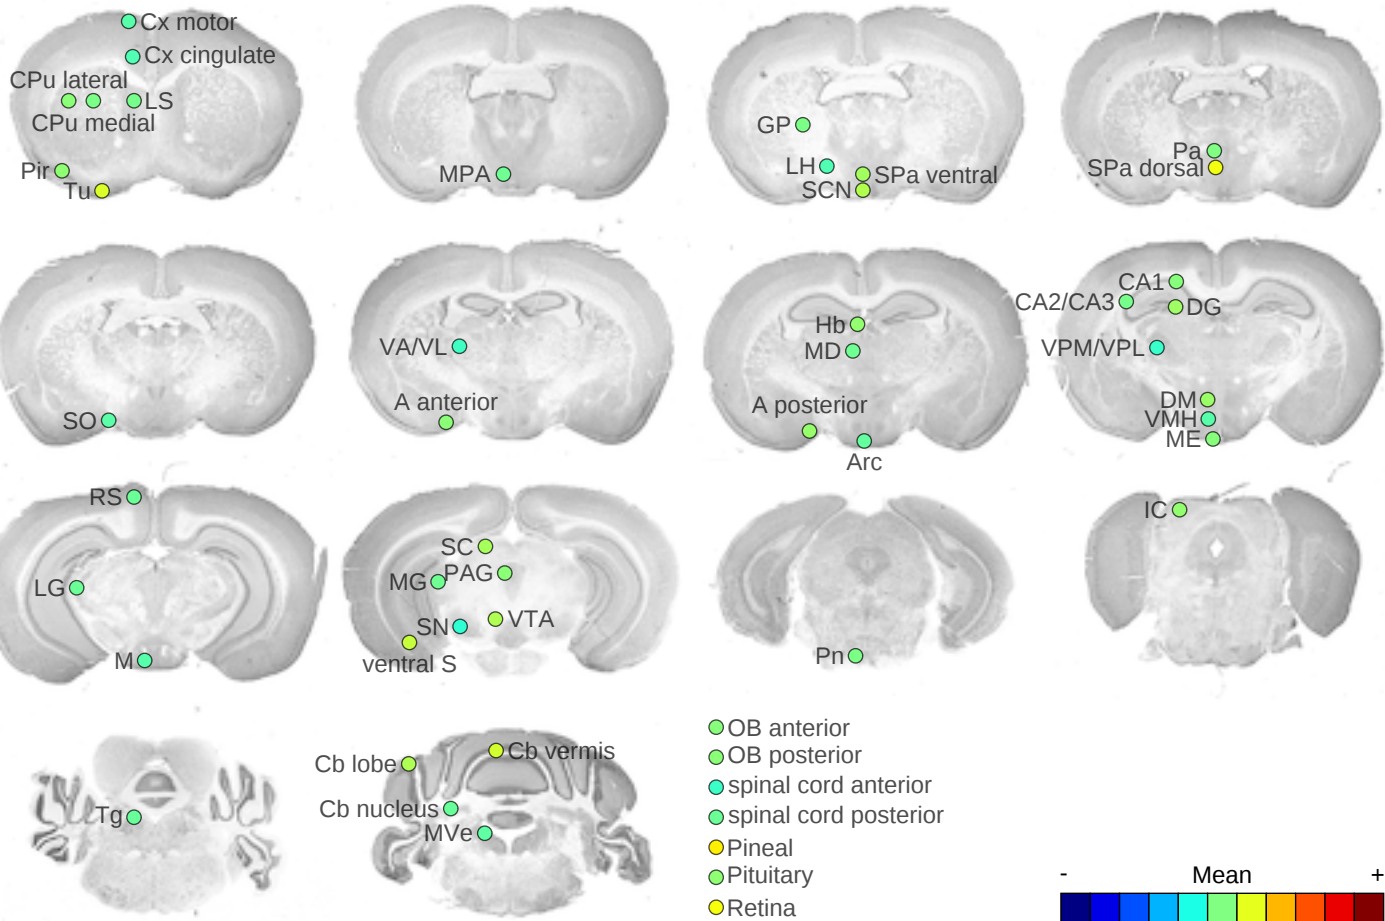 Cx motor
Cx cingulate
CPu lateral
LS
CPu medial
Pir
Tu
MPA
GP
LH
SPa ventral
SCN
Pa
SPa dorsal
SO
VA/VL
A anterior
Hb
MD
A posterior
Arc
CA1
CA2/CA3
DG
VPM/VPL
DM
VMH
ME
RS
LG
M
SC
PAG
MG
SN
VTA
ventral S
Pn
IC
Tg
Cb vermis
Cb lobe
Cb nucleus
MVe
OB anterior
OB posterior
spinal cord anterior
spinal cord posterior
Pineal
Pituitary
Retina
- Mean +